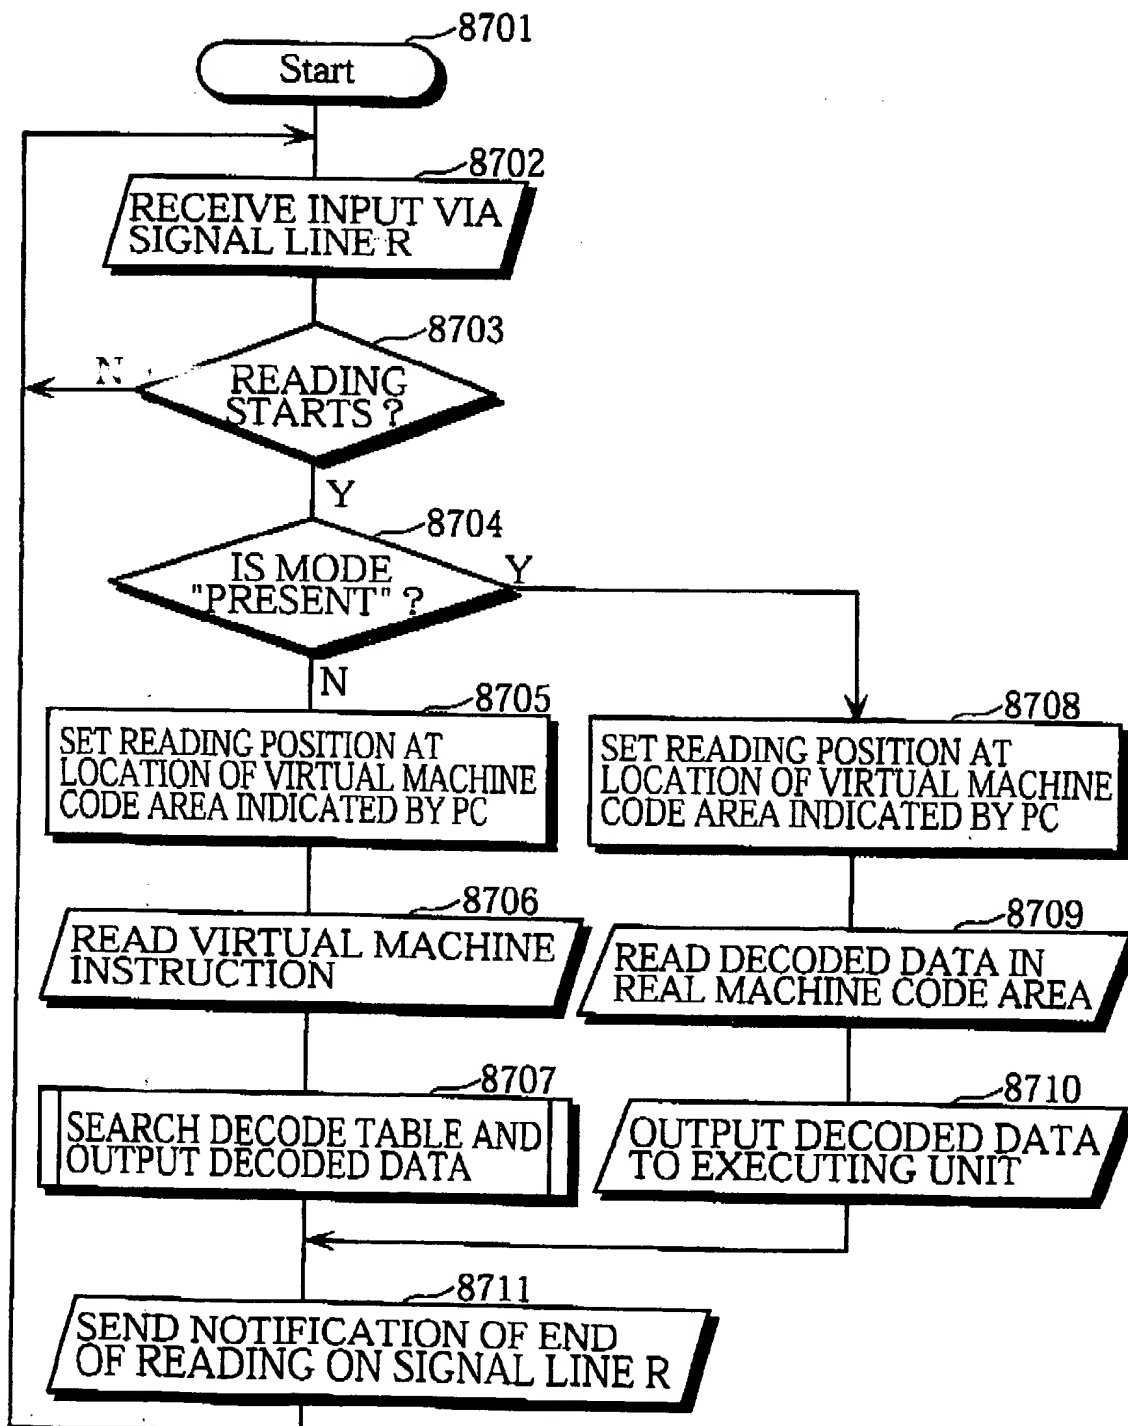 8701
Start
8702
RECEIVE INPUT VIA
SIGNAL LINE R
8703
N
READING
STARTS ?
Y
8704
IS MODE
"PRESENT" ?
Y
N
8705
SET READING POSITION AT
LOCATION OF VIRTUAL MACHINE
CODE AREA INDICATED BY PC
8708
SET READING POSITION AT
LOCATION OF VIRTUAL MACHINE
CODE AREA INDICATED BY PC
8706
READ VIRTUAL MACHINE
INSTRUCTION
8709
READ DECODED DATA IN
REAL MACHINE CODE AREA
8707
SEARCH DECODE TABLE AND
OUTPUT DECODED DATA
8710
OUTPUT DECODED DATA
TO EXECUTING UNIT
8711
SEND NOTIFICATION OF END
OF READING ON SIGNAL LINE R